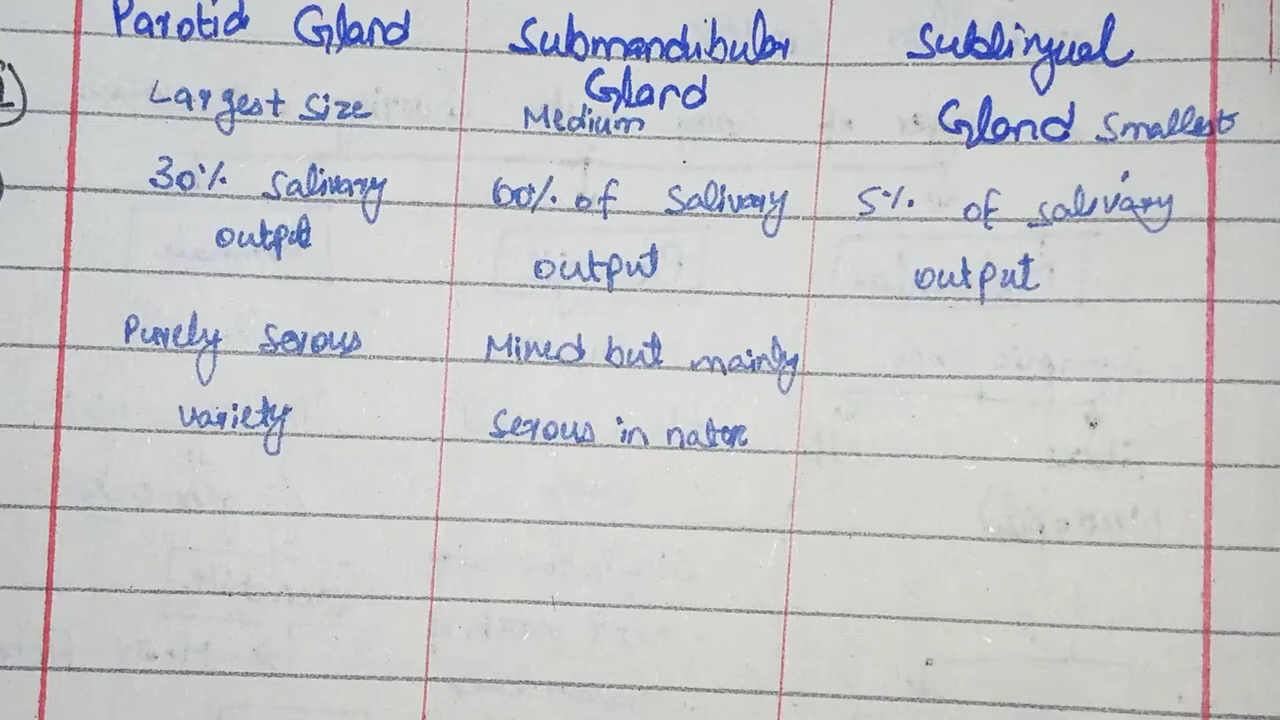 Parotid Gland
Largest Size
30% Salivary
output
Purely Serous
variety
Submandibular
Gland
Medium
60% of Salivary
output
Mixed but mainly
Serous in nature
Sublingual
Gland Smallest
5% of salivary
output